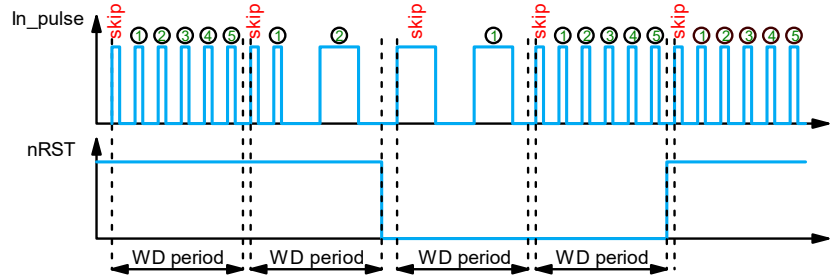 In_pulse
skip 1 2 3 4 5 skip 1 2 skip 1 skip 1 2 3 4 5 skip 1 2 3 4 5
nRST
WD period WD period WD period WD period